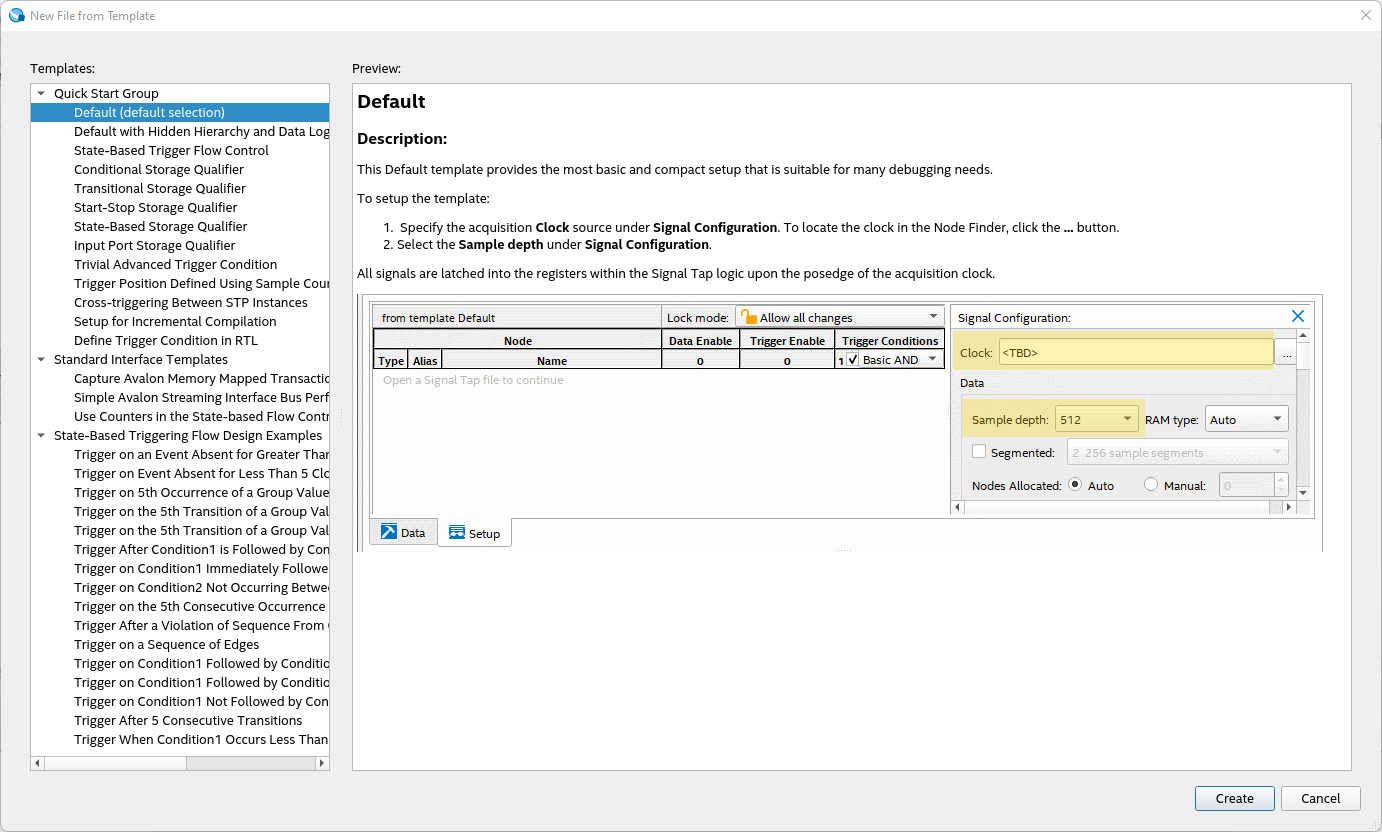 New File from Template
Templates:
Quick Start Group
Default (default selection)
Default with Hidden Hierarchy and Data Log
State-Based Trigger Flow Control
Conditional Storage Qualifier
Transitional Storage Qualifier
Start-Stop Storage Qualifier
State-Based Storage Qualifier
Input Port Storage Qualifier
Trivial Advanced Trigger Condition
Trigger Position Defined Using Sample Cour
Cross-triggering Between STP Instances
Setup for Incremental Compilation
Define Trigger Condition in RTL
Standard Interface Templates
Capture Avalon Memory Mapped Transactio
Simple Avalon Streaming Interface Bus Perf
Use Counters in the State-based Flow Contr
State-Based Triggering Flow Design Examples
Trigger on an Event Absent for Greater Than
Trigger on Event Absent for Less Than 5 Clo
Trigger on 5th Occurrence of a Group Value
Trigger on the 5th Transition of a Group Val
Trigger on the 5th Transition of a Group Val
Trigger After Condition1 is Followed by Con
Trigger on Condition1 Immediately Followe
Trigger on Condition2 Not Occurring Betwee
Trigger on the 5th Consecutive Occurrence
Trigger After a Violation of Sequence From
Trigger on a Sequence of Edges
Trigger on Condition1 Followed by Conditio
Trigger on Condition1 Followed by Conditio
Trigger on Condition1 Not Followed by Con
Trigger After 5 Consecutive Transitions
Trigger When Condition1 Occurs Less Than
Preview:
Default
Description:
This Default template provides the most basic and compact setup that is suitable for many debugging needs.
To setup the template:
1. Specify the acquisition Clock source under Signal Configuration. To locate the clock in the Node Finder, click the ... button.
2. Select the Sample depth under Signal Configuration.
All signals are latched into the registers within the Signal Tap logic upon the posedge of the acquisition clock.
from template Default Lock mode: Allow all changes
Node Data Enable Trigger Enable Trigger Conditions
Type Alias Name 0 0 1 Basic AND
Open a Signal Tap file to continue
Signal Configuration:
Clock: <TBD> ...
Data
Sample depth: 512 RAM type: Auto
Segmented: 2 256 sample segments
Nodes Allocated: Auto Manual: 0
Data Setup
Create Cancel